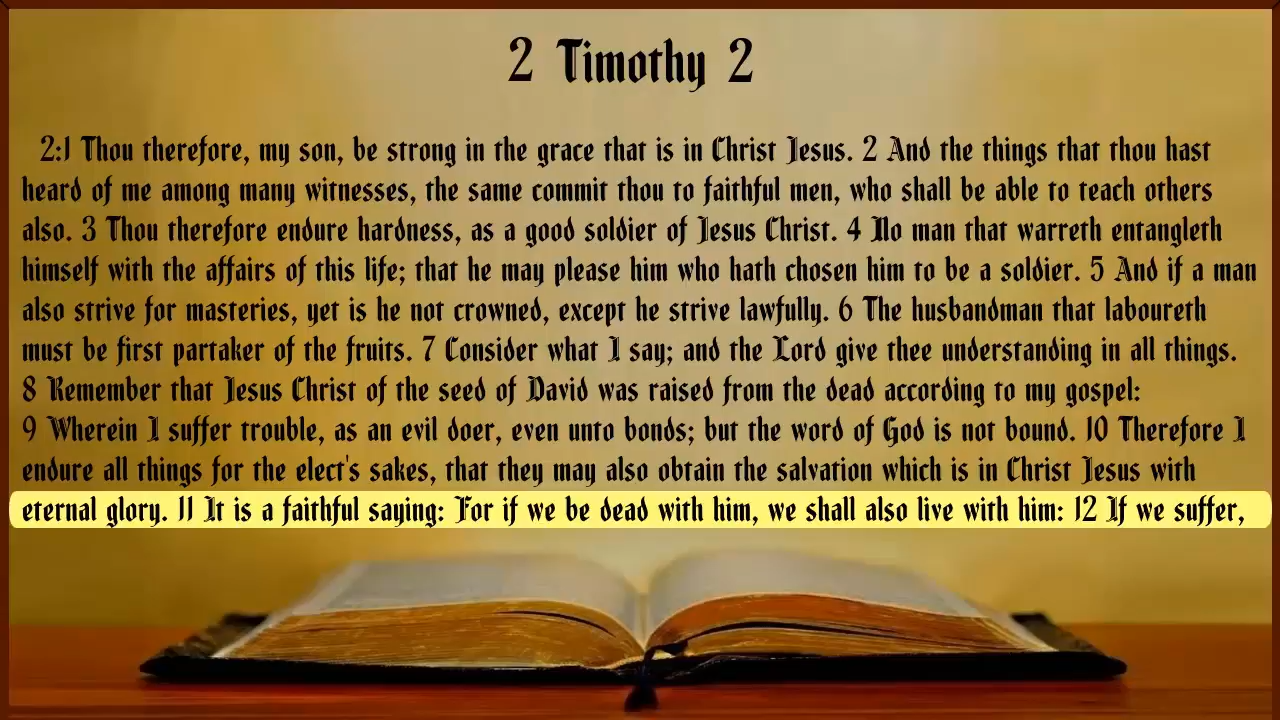 2 Timothy 2
2:1 Thou therefore, my son, be strong in the grace that is in Christ Jesus. 2 And the things that thou hast
heard of me among many witnesses, the same commit thou to faithful men, who shall be able to teach others
also. 3 Thou therefore endure hardness, as a good soldier of Jesus Christ. 4 No man that warreth entangleth
himself with the affairs of this life; that he may please him who hath chosen him to be a soldier. 5 And if a man
also strive for masteries, yet is he not crowned, except he strive lawfully. 6 The husbandman that laboureth
must be first partaker of the fruits. 7 Consider what I say; and the Lord give thee understanding in all things.
8 Remember that Jesus Christ of the seed of David was raised from the dead according to my gospel:
9 Wherein I suffer trouble, as an evil doer, even unto bonds; but the word of God is not bound. 10 Therefore I
endure all things for the elect's sakes, that they may also obtain the salvation which is in Christ Jesus with
eternal glory. 11 It is a faithful saying: For if we be dead with him, we shall also live with him: 12 If we suffer,